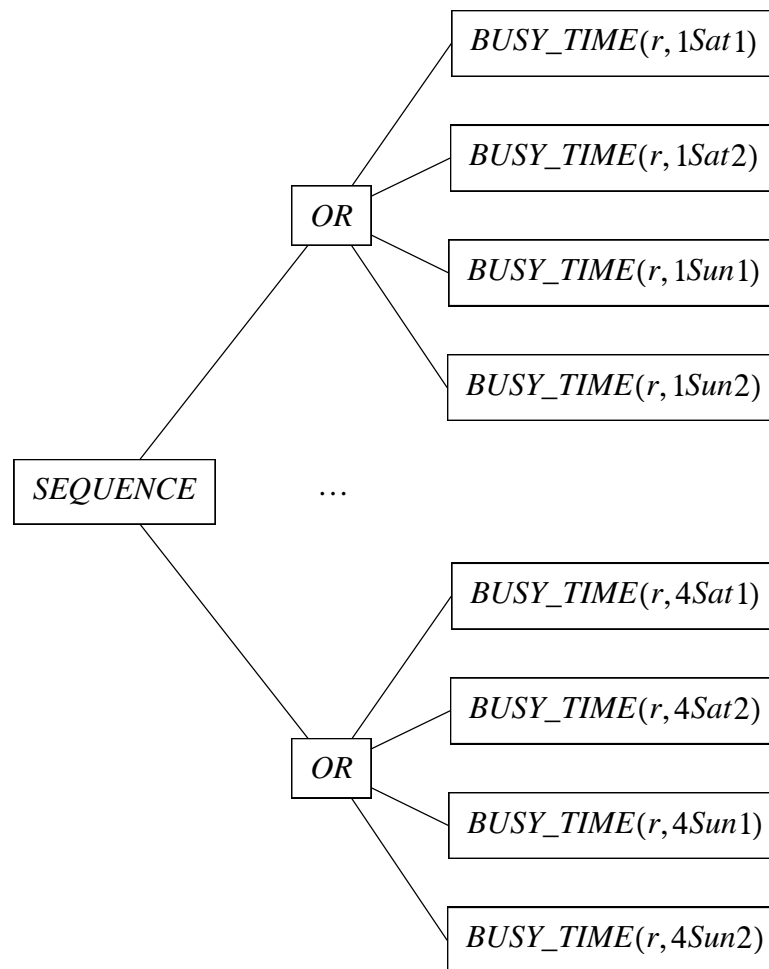 BUSY_TIME(r, 1Sat1)
BUSY_TIME(r, 1Sat2)
OR
BUSY_TIME(r, 1Sun1)
BUSY_TIME(r, 1Sun2)
SEQUENCE
...
BUSY_TIME(r, 4Sat1)
BUSY_TIME(r, 4Sat2)
OR
BUSY_TIME(r, 4Sun1)
BUSY_TIME(r, 4Sun2)